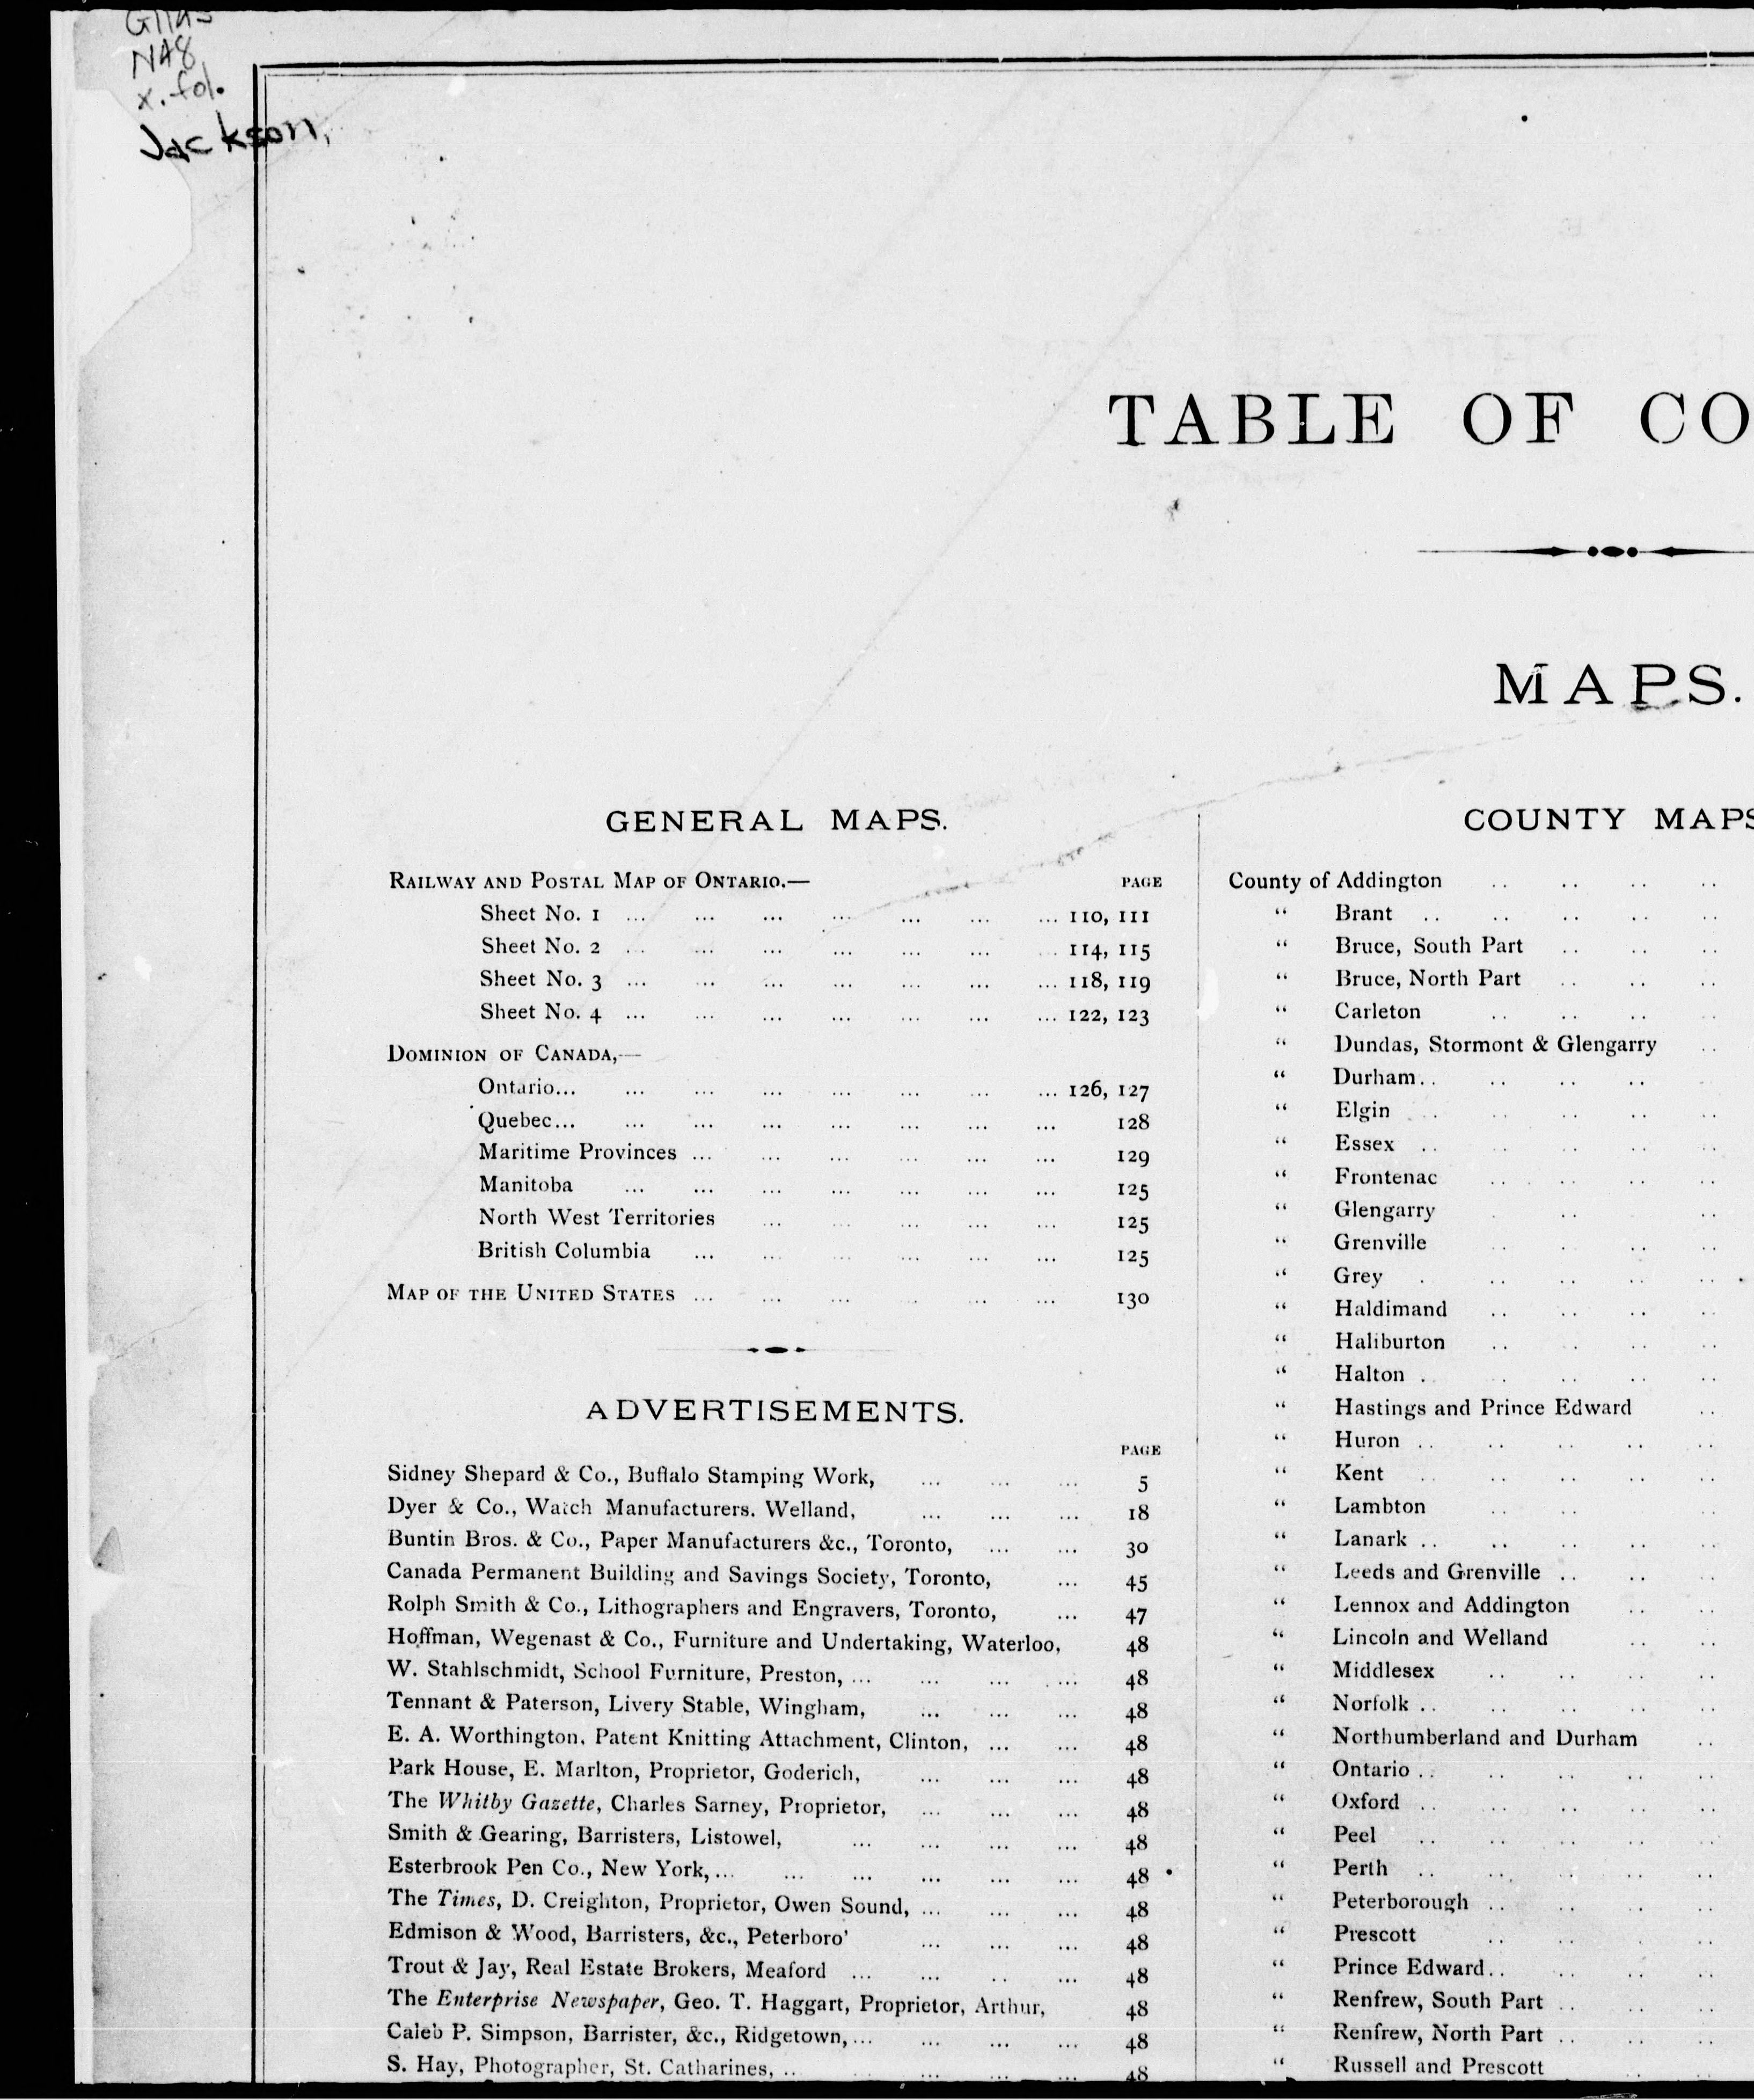 N48
x. fol.
Jackson,
TABLE OF CO
MAPS.
GENERAL MAPS.
RAILWAY AND POSTAL MAP OF ONTARIO.— PAGE
Sheet No. 1 ... ... ... ... ... ... ... 110, 111
Sheet No. 2 ... ... ... ... ... ... ... 114, 115
Sheet No. 3 ... ... ... ... ... ... ... 118, 119
Sheet No. 4 ... ... ... ... ... ... ... 122, 123
DOMINION OF CANADA,—
Ontario... ... ... ... ... ... ... ... 126, 127
Quebec... ... ... ... ... ... ... ... 128
Maritime Provinces ... ... ... ... ... ... 129
Manitoba ... ... ... ... ... ... ... 125
North West Territories ... ... ... ... ... 125
British Columbia ... ... ... ... ... ... 125
MAP OF THE UNITED STATES ... ... ... ... ... ... 130
ADVERTISEMENTS.
PAGE
Sidney Shepard & Co., Buffalo Stamping Work, ... ... ... 5
Dyer & Co., Watch Manufacturers. Welland, ... ... ... 18
Buntin Bros. & Co., Paper Manufacturers &c., Toronto, ... ... 30
Canada Permanent Building and Savings Society, Toronto, ... 45
Rolph Smith & Co., Lithographers and Engravers, Toronto, ... 47
Hoffman, Wegenast & Co., Furniture and Undertaking, Waterloo, 48
W. Stahlschmidt, School Furniture, Preston, ... ... ... ... 48
Tennant & Paterson, Livery Stable, Wingham, ... ... ... 48
E. A. Worthington, Patent Knitting Attachment, Clinton, ... ... 48
Park House, E. Marlton, Proprietor, Goderich, ... ... ... 48
The Whitby Gazette, Charles Sarney, Proprietor, ... ... ... 48
Smith & Gearing, Barristers, Listowel, ... ... ... ... 48
Esterbrook Pen Co., New York,... ... ... ... ... ... 48
The Times, D. Creighton, Proprietor, Owen Sound, ... ... ... 48
Edmison & Wood, Barristers, &c., Peterboro' ... ... ... 48
Trout & Jay, Real Estate Brokers, Meaford ... ... .. ... 48
The Enterprise Newspaper, Geo. T. Haggart, Proprietor, Arthur, 48
Caleb P. Simpson, Barrister, &c., Ridgetown,... ... ... ... 48
S. Hay, Photographer, St. Catharines, .. ... ... ... 48
COUNTY MAPS
County of Addington .. .. .. ..
“ Brant .. .. .. .. ..
“ Bruce, South Part .. .. ..
“ Bruce, North Part .. .. ..
“ Carleton .. .. .. ..
“ Dundas, Stormont & Glengarry ..
“ Durham.. .. .. ..
“ Elgin .. .. .. .. ..
“ Essex .. .. .. .. ..
“ Frontenac .. .. .. ..
“ Glengarry .. ..
“ Grenville .. . .. ..
“ Grey . .. .. .. ..
“ Haldimand .. .. .. ..
“ Haliburton .. .. .. ..
“ Halton . .. .. .. ..
“ Hastings and Prince Edward ..
“ Huron .. .. .. .. ..
“ Kent .. .. .. .. ..
“ Lambton .. .. ..
“ Lanark .. .. .. .. ..
“ Leeds and Grenville .. .. ..
“ Lennox and Addington .. ..
“ Lincoln and Welland .. ..
“ Middlesex .. .. .. ..
“ Norfolk .. .. .. .. ..
“ Northumberland and Durham ..
“ Ontario .. .. .. .. ..
“ Oxford .. .. .. .. ..
“ Peel .. .. .. .. ..
“ Perth .. .. .. .. ..
“ Peterborough .. .. .. ..
“ Prescott .. .. . ..
“ Prince Edward.. .. .. ..
“ Renfrew, South Part .. .. ..
“ Renfrew, North Part .. .. ..
“ Russell and Prescott .. ..